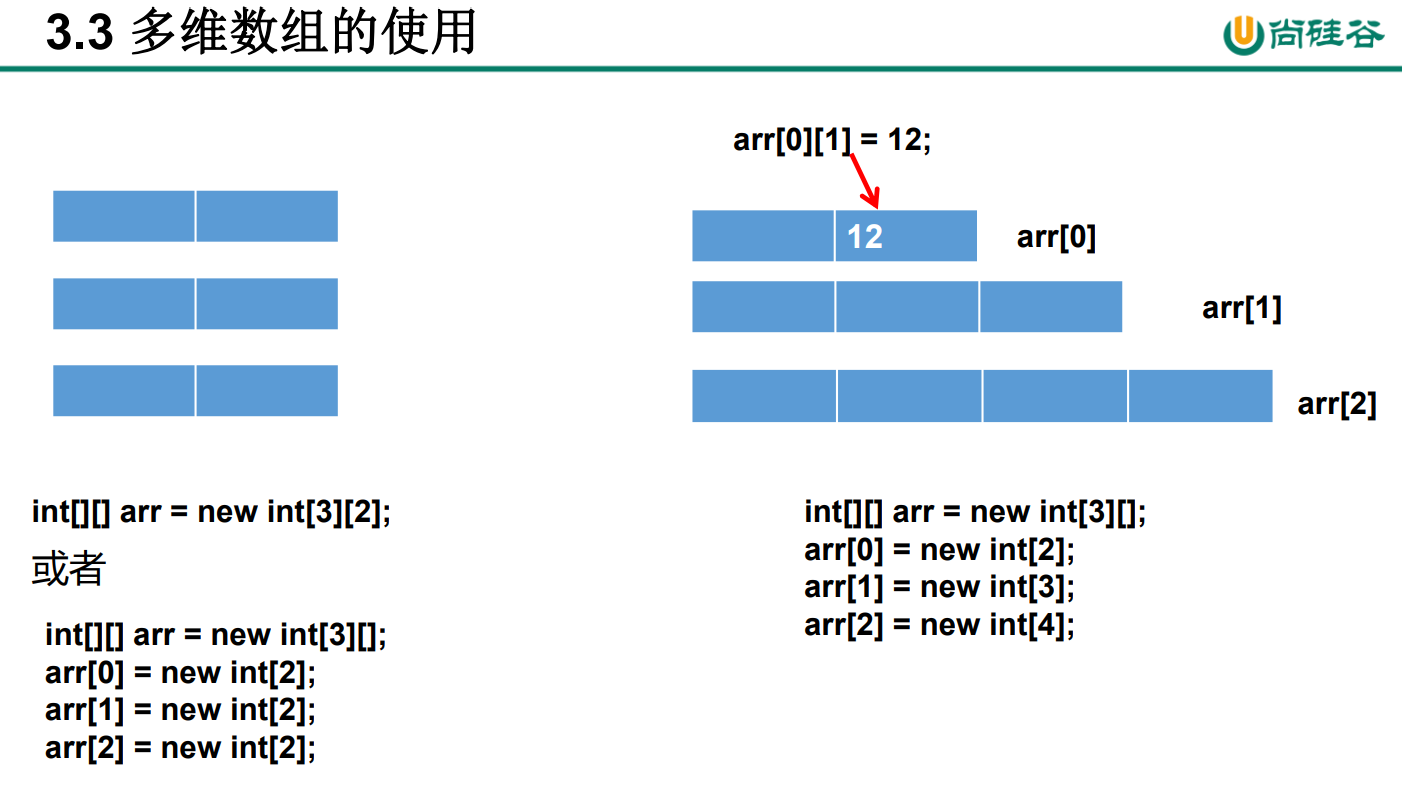 3.3 多维数组的使用
尚硅谷
arr[0][1] = 12;
12
arr[0]
arr[1]
arr[2]
int[][] arr = new int[3][2];
或者
int[][] arr = new int[3][];
arr[0] = new int[2];
arr[1] = new int[2];
arr[2] = new int[2];
int[][] arr = new int[3][];
arr[0] = new int[2];
arr[1] = new int[3];
arr[2] = new int[4];